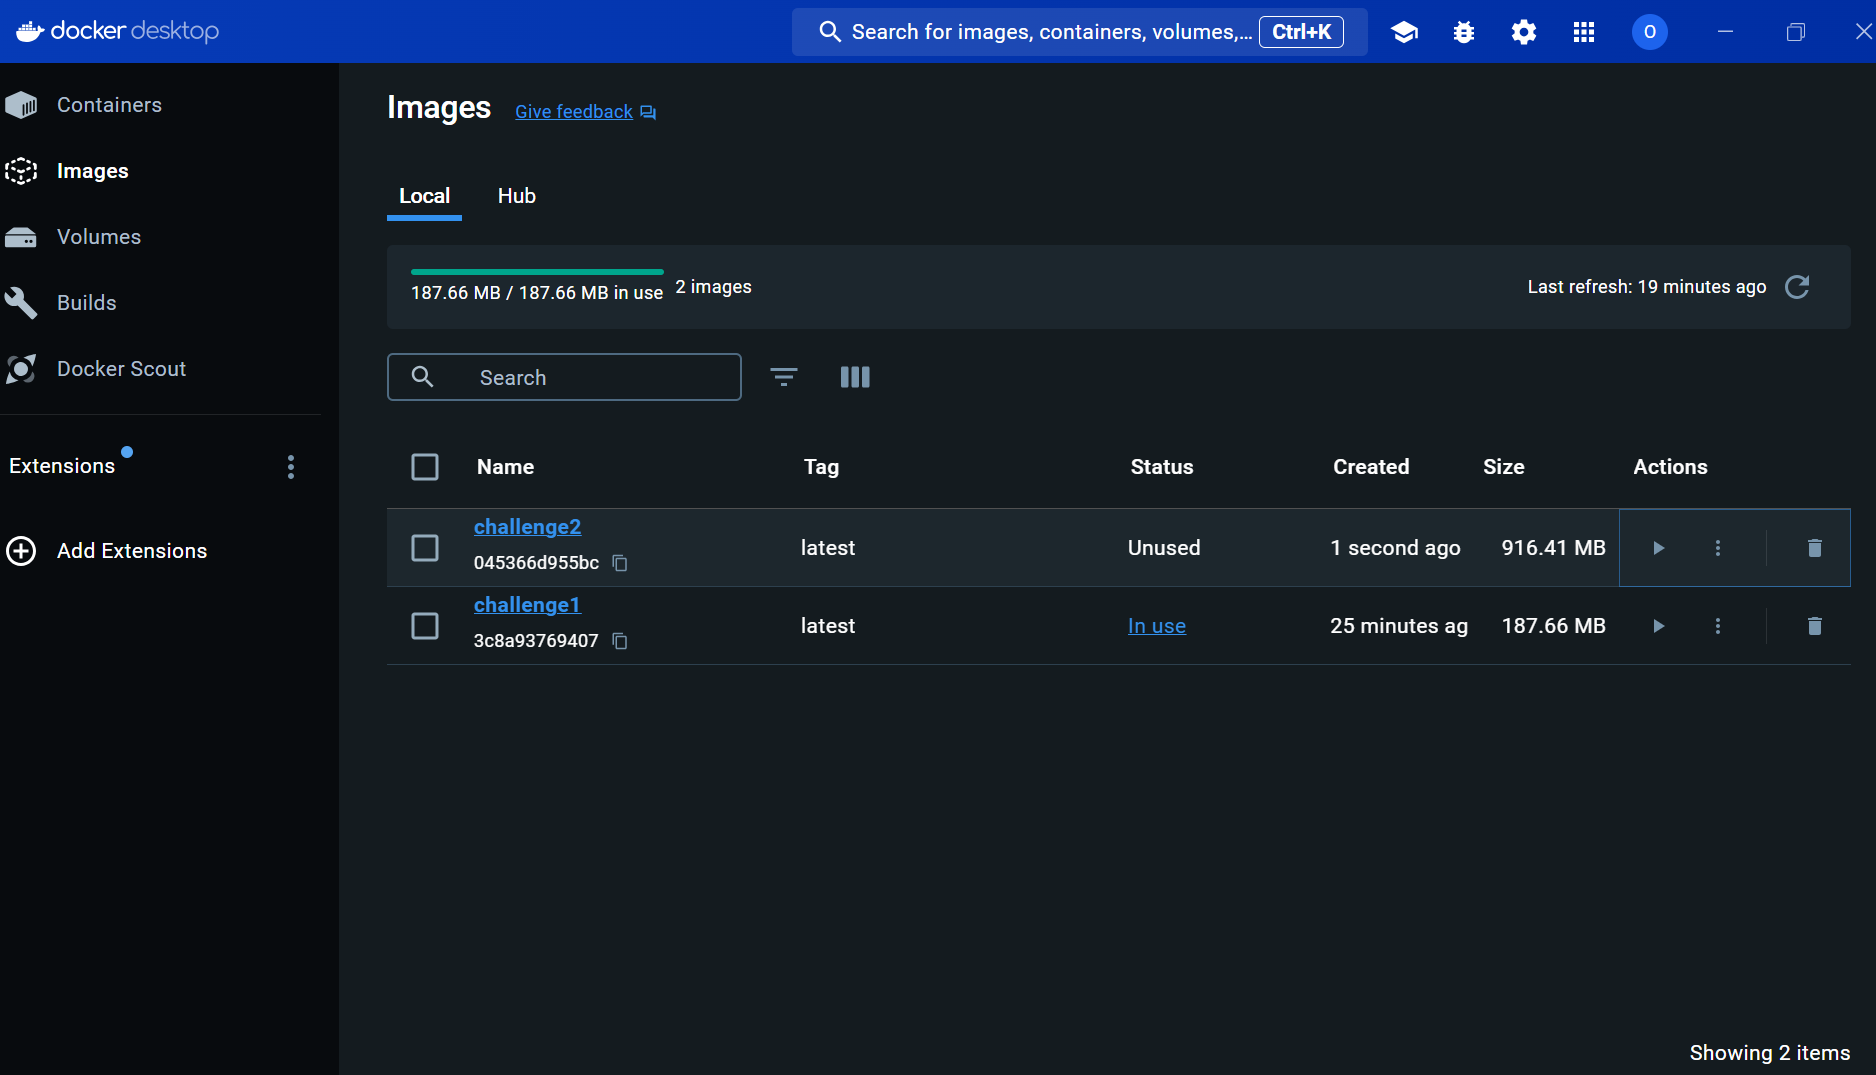 docker desktop
Search for images, containers, volumes,... Ctrl+K
O
Containers
Images
Volumes
Builds
Docker Scout
Extensions
Add Extensions
Images Give feedback
Local Hub
187.66 MB / 187.66 MB in use 2 images
Last refresh: 19 minutes ago
Search
Name Tag Status Created Size Actions
challenge2
045366d955bc latest Unused 1 second ago 916.41 MB
challenge1
3c8a93769407 latest In use 25 minutes ag 187.66 MB
Showing 2 items